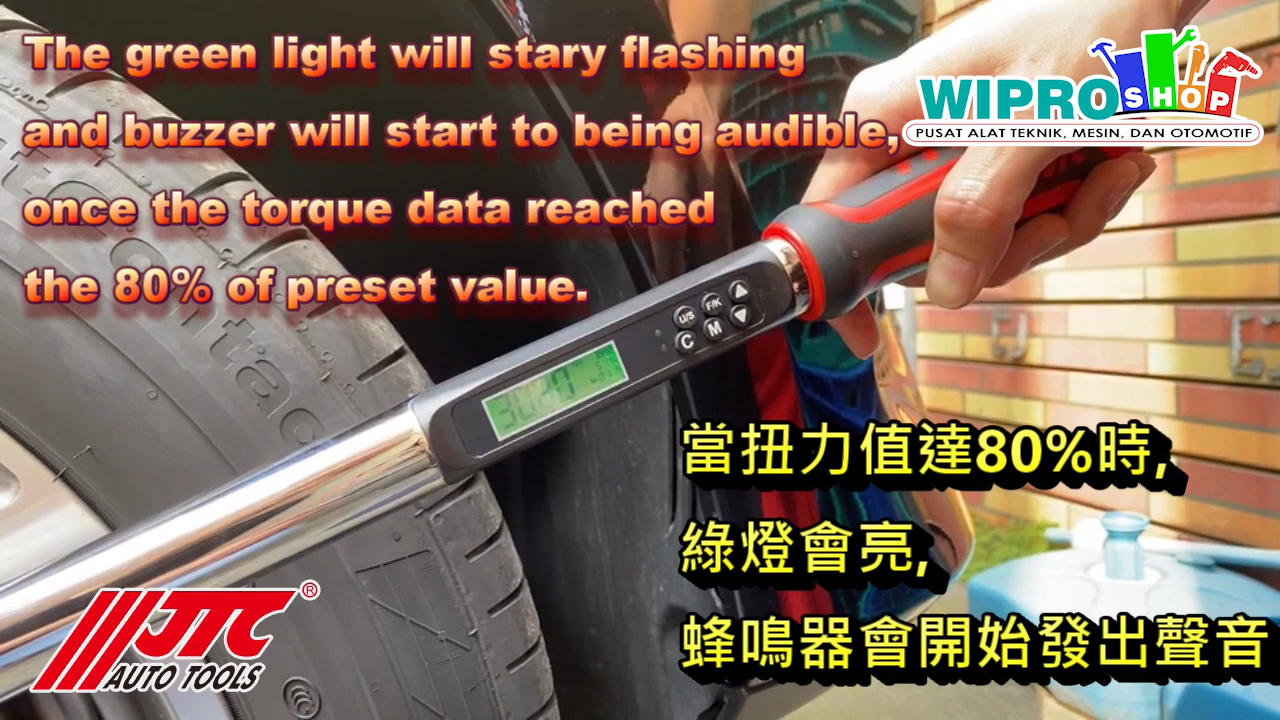 The green light will stary flashing
and buzzer will start to being audible,
once the torque data reached
the 80% of preset value.
WIPRO SHOP
PUSAT ALAT TEKNIK, MESIN, DAN OTOMOTIF
U/S F/K ▲
C M ▼
當扭力值達80%時,
綠燈會亮,
蜂鳴器會開始發出聲音
JTC®
AUTO TOOLS